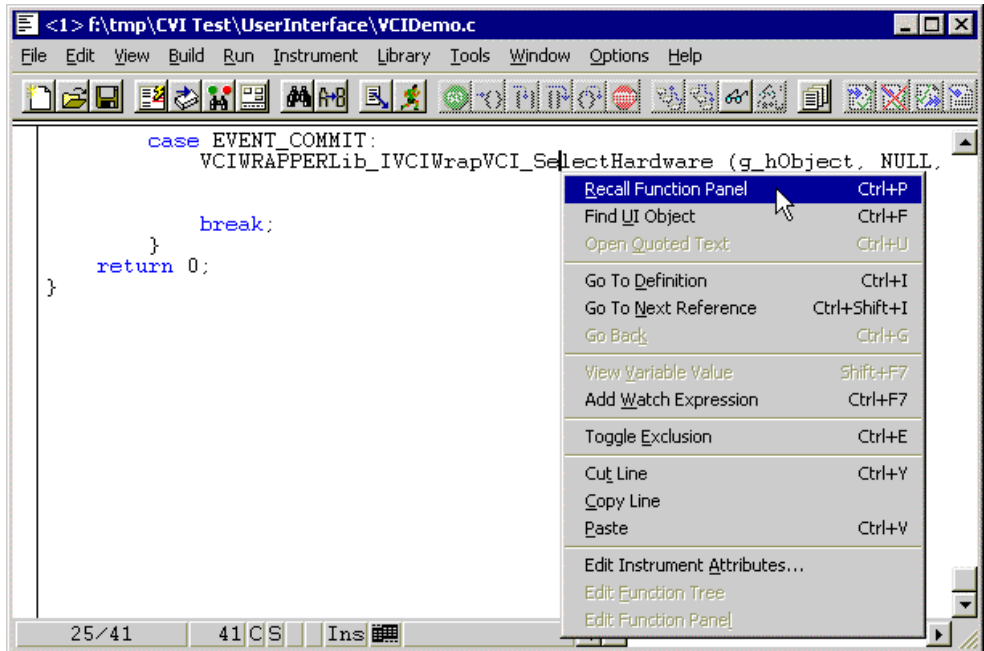 <1> f:\tmp\CVI Test\UserInterface\VCIDemo.c
File Edit View Build Run Instrument Library Tools Window Options Help
case EVENT_COMMIT:
VCIWRAPPERLib_IVCIWrapVCI_SelectHardware (g_hObject, NULL,
break;
}
return 0;
}
Recall Function Panel Ctrl+P
Find UI Object Ctrl+F
Open Quoted Text Ctrl+U
Go To Definition Ctrl+I
Go To Next Reference Ctrl+Shift+I
Go Back Ctrl+G
View Variable Value Shift+F7
Add Watch Expression Ctrl+F7
Toggle Exclusion Ctrl+E
Cut Line Ctrl+Y
Copy Line
Paste Ctrl+V
Edit Instrument Attributes...
Edit Function Tree
Edit Function Panel
25/41 41 C S Ins